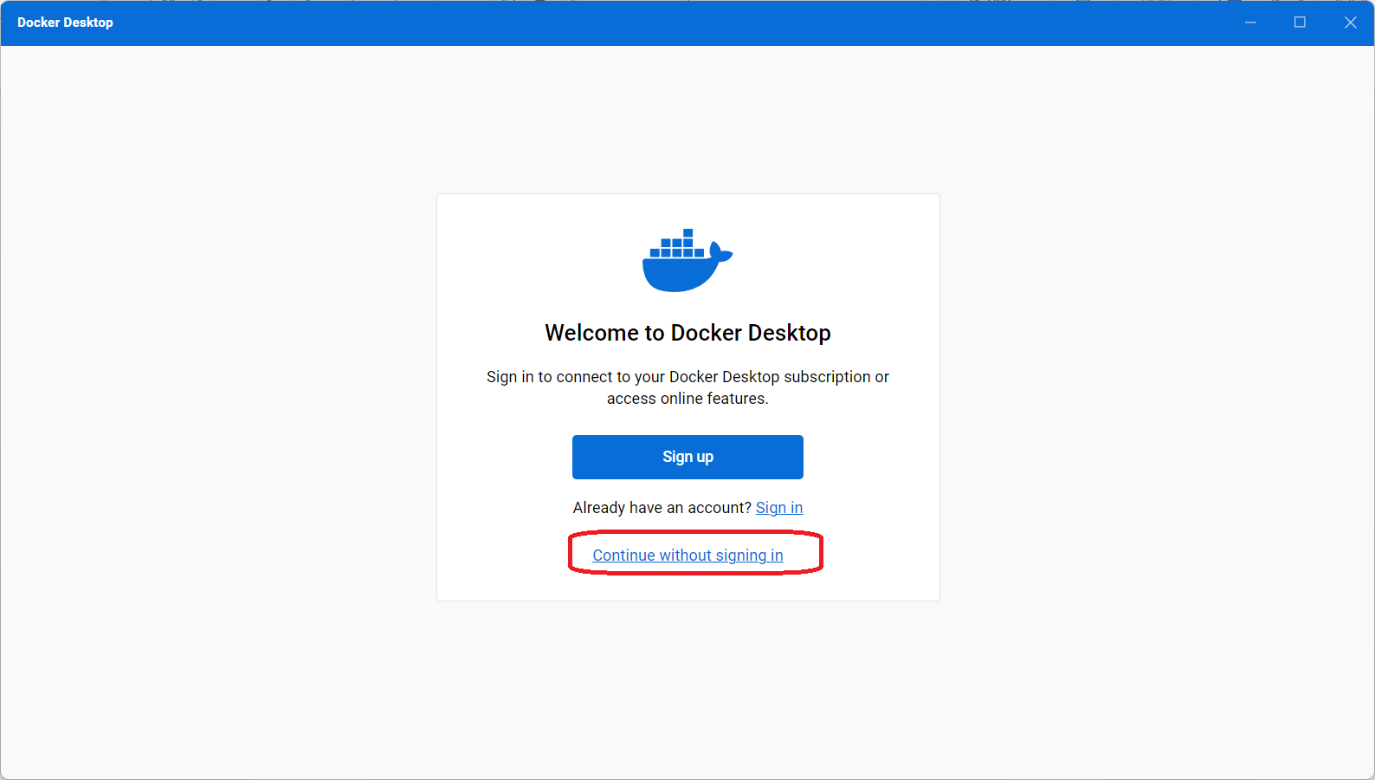 Docker Desktop
Welcome to Docker Desktop
Sign in to connect to your Docker Desktop subscription or
access online features.
Sign up
Already have an account? Sign in
Continue without signing in